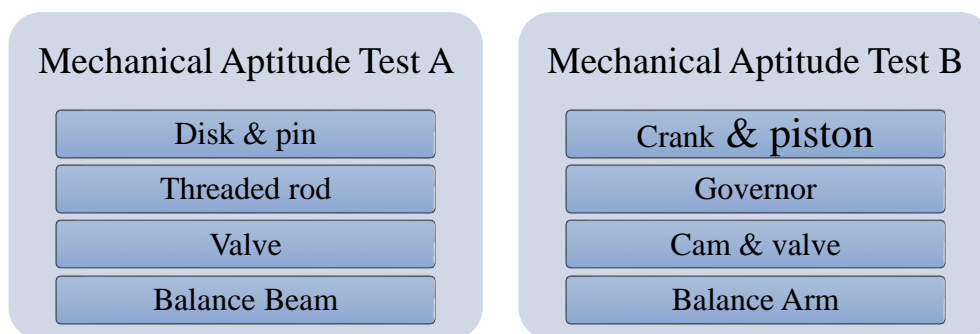 Mechanical Aptitude Test A
Disk & pin
Threaded rod
Valve
Balance Beam
Mechanical Aptitude Test B
Crank & piston
Governor
Cam & valve
Balance Arm